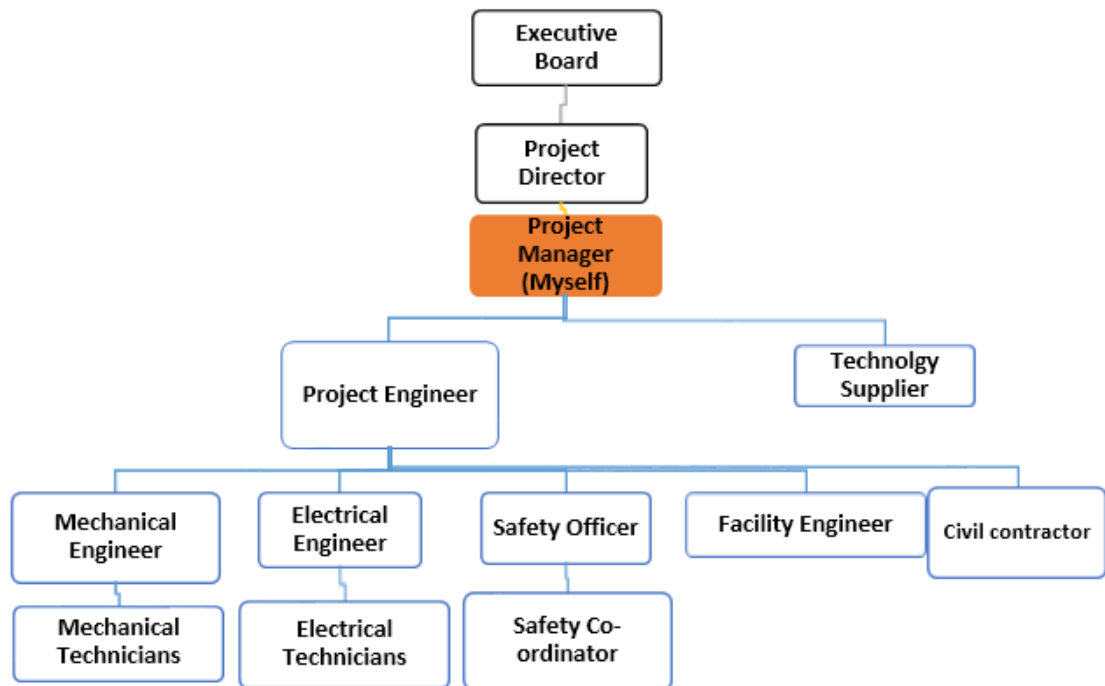 Executive
Board
Project
Director
Project
Manager
(Myself)
Project Engineer
Technolgy
Supplier
Mechanical
Engineer
Electrical
Engineer
Safety Officer
Facility Engineer
Civil contractor
Mechanical
Technicians
Electrical
Technicians
Safety Co-
ordinator